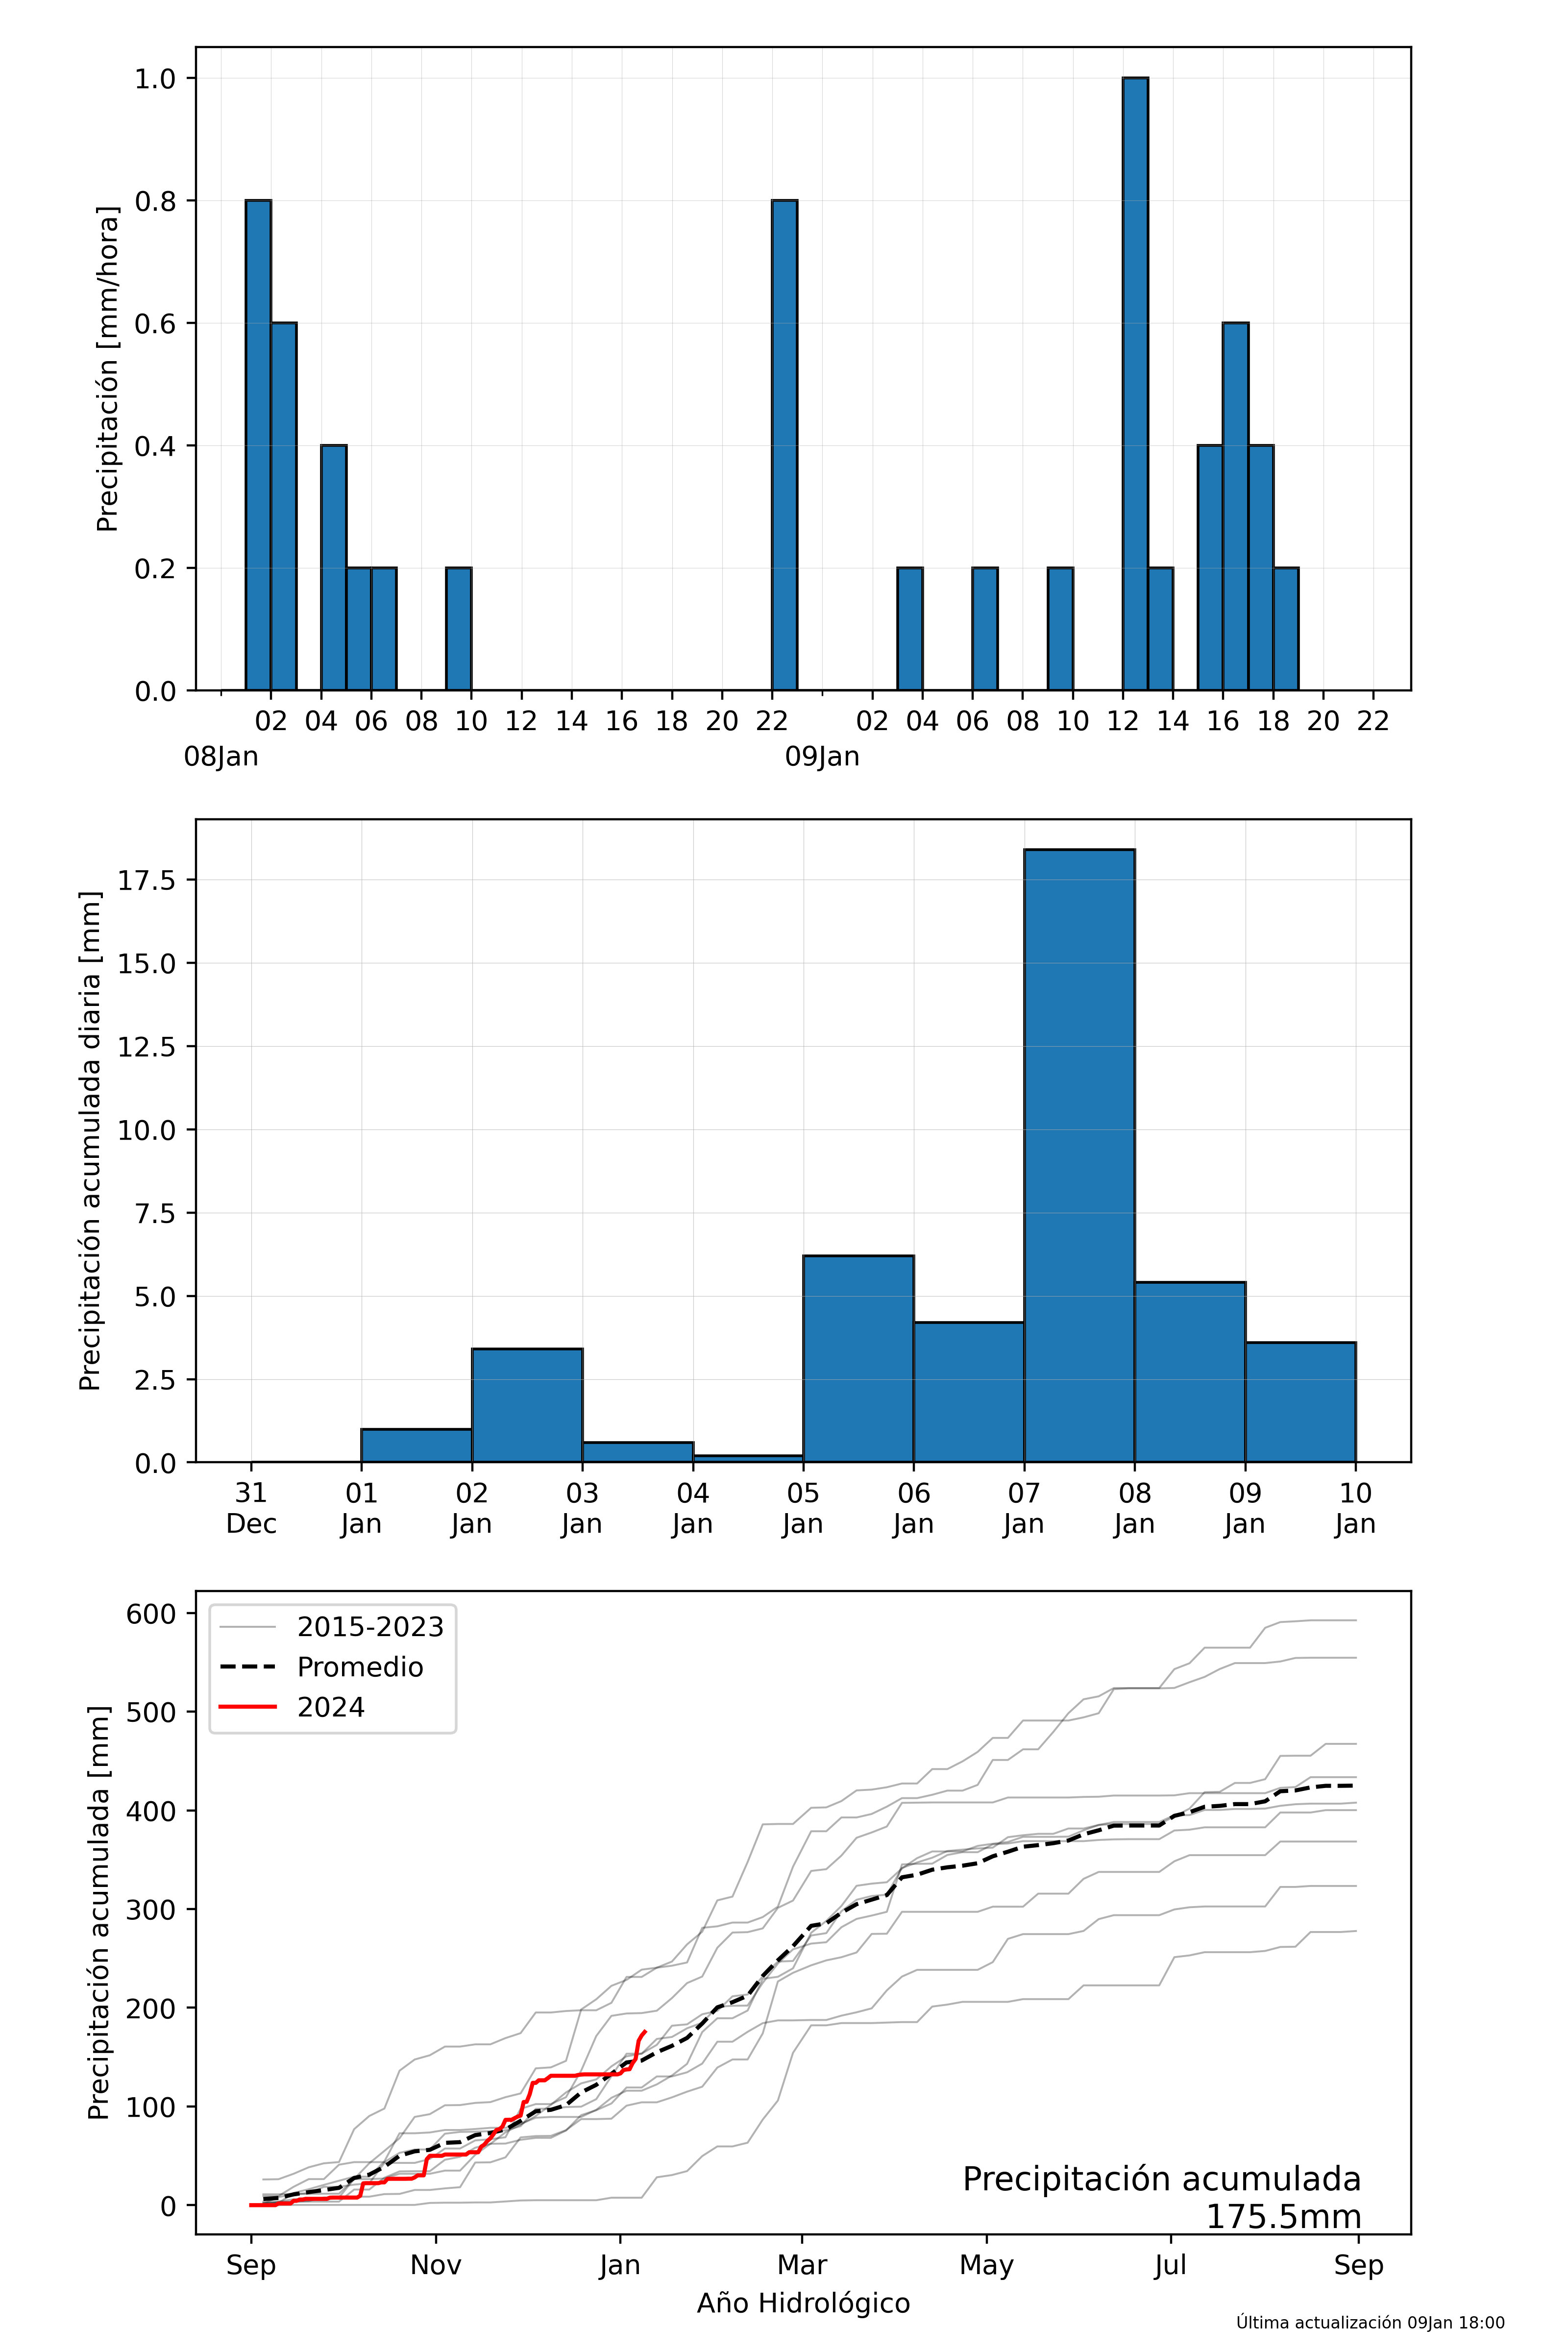 Precipitación [mm/hora]
1.0
0.8
0.6
0.4
0.2
0.0
02 04 06 08 10 12 14 16 18 20 22 02 04 06 08 10 12 14 16 18 20 22
08Jan 09Jan
Precipitación acumulada diaria [mm]
17.5
15.0
12.5
10.0
7.5
5.0
2.5
0.0
31 01 02 03 04 05 06 07 08 09 10
Dec Jan Jan Jan Jan Jan Jan Jan Jan Jan Jan
Precipitación acumulada [mm]
600
500
400
300
200
100
0
2015-2023
Promedio
2024
Precipitación acumulada
175.5mm
Sep Nov Jan Mar May Jul Sep
Año Hidrológico
Última actualización 09Jan 18:00